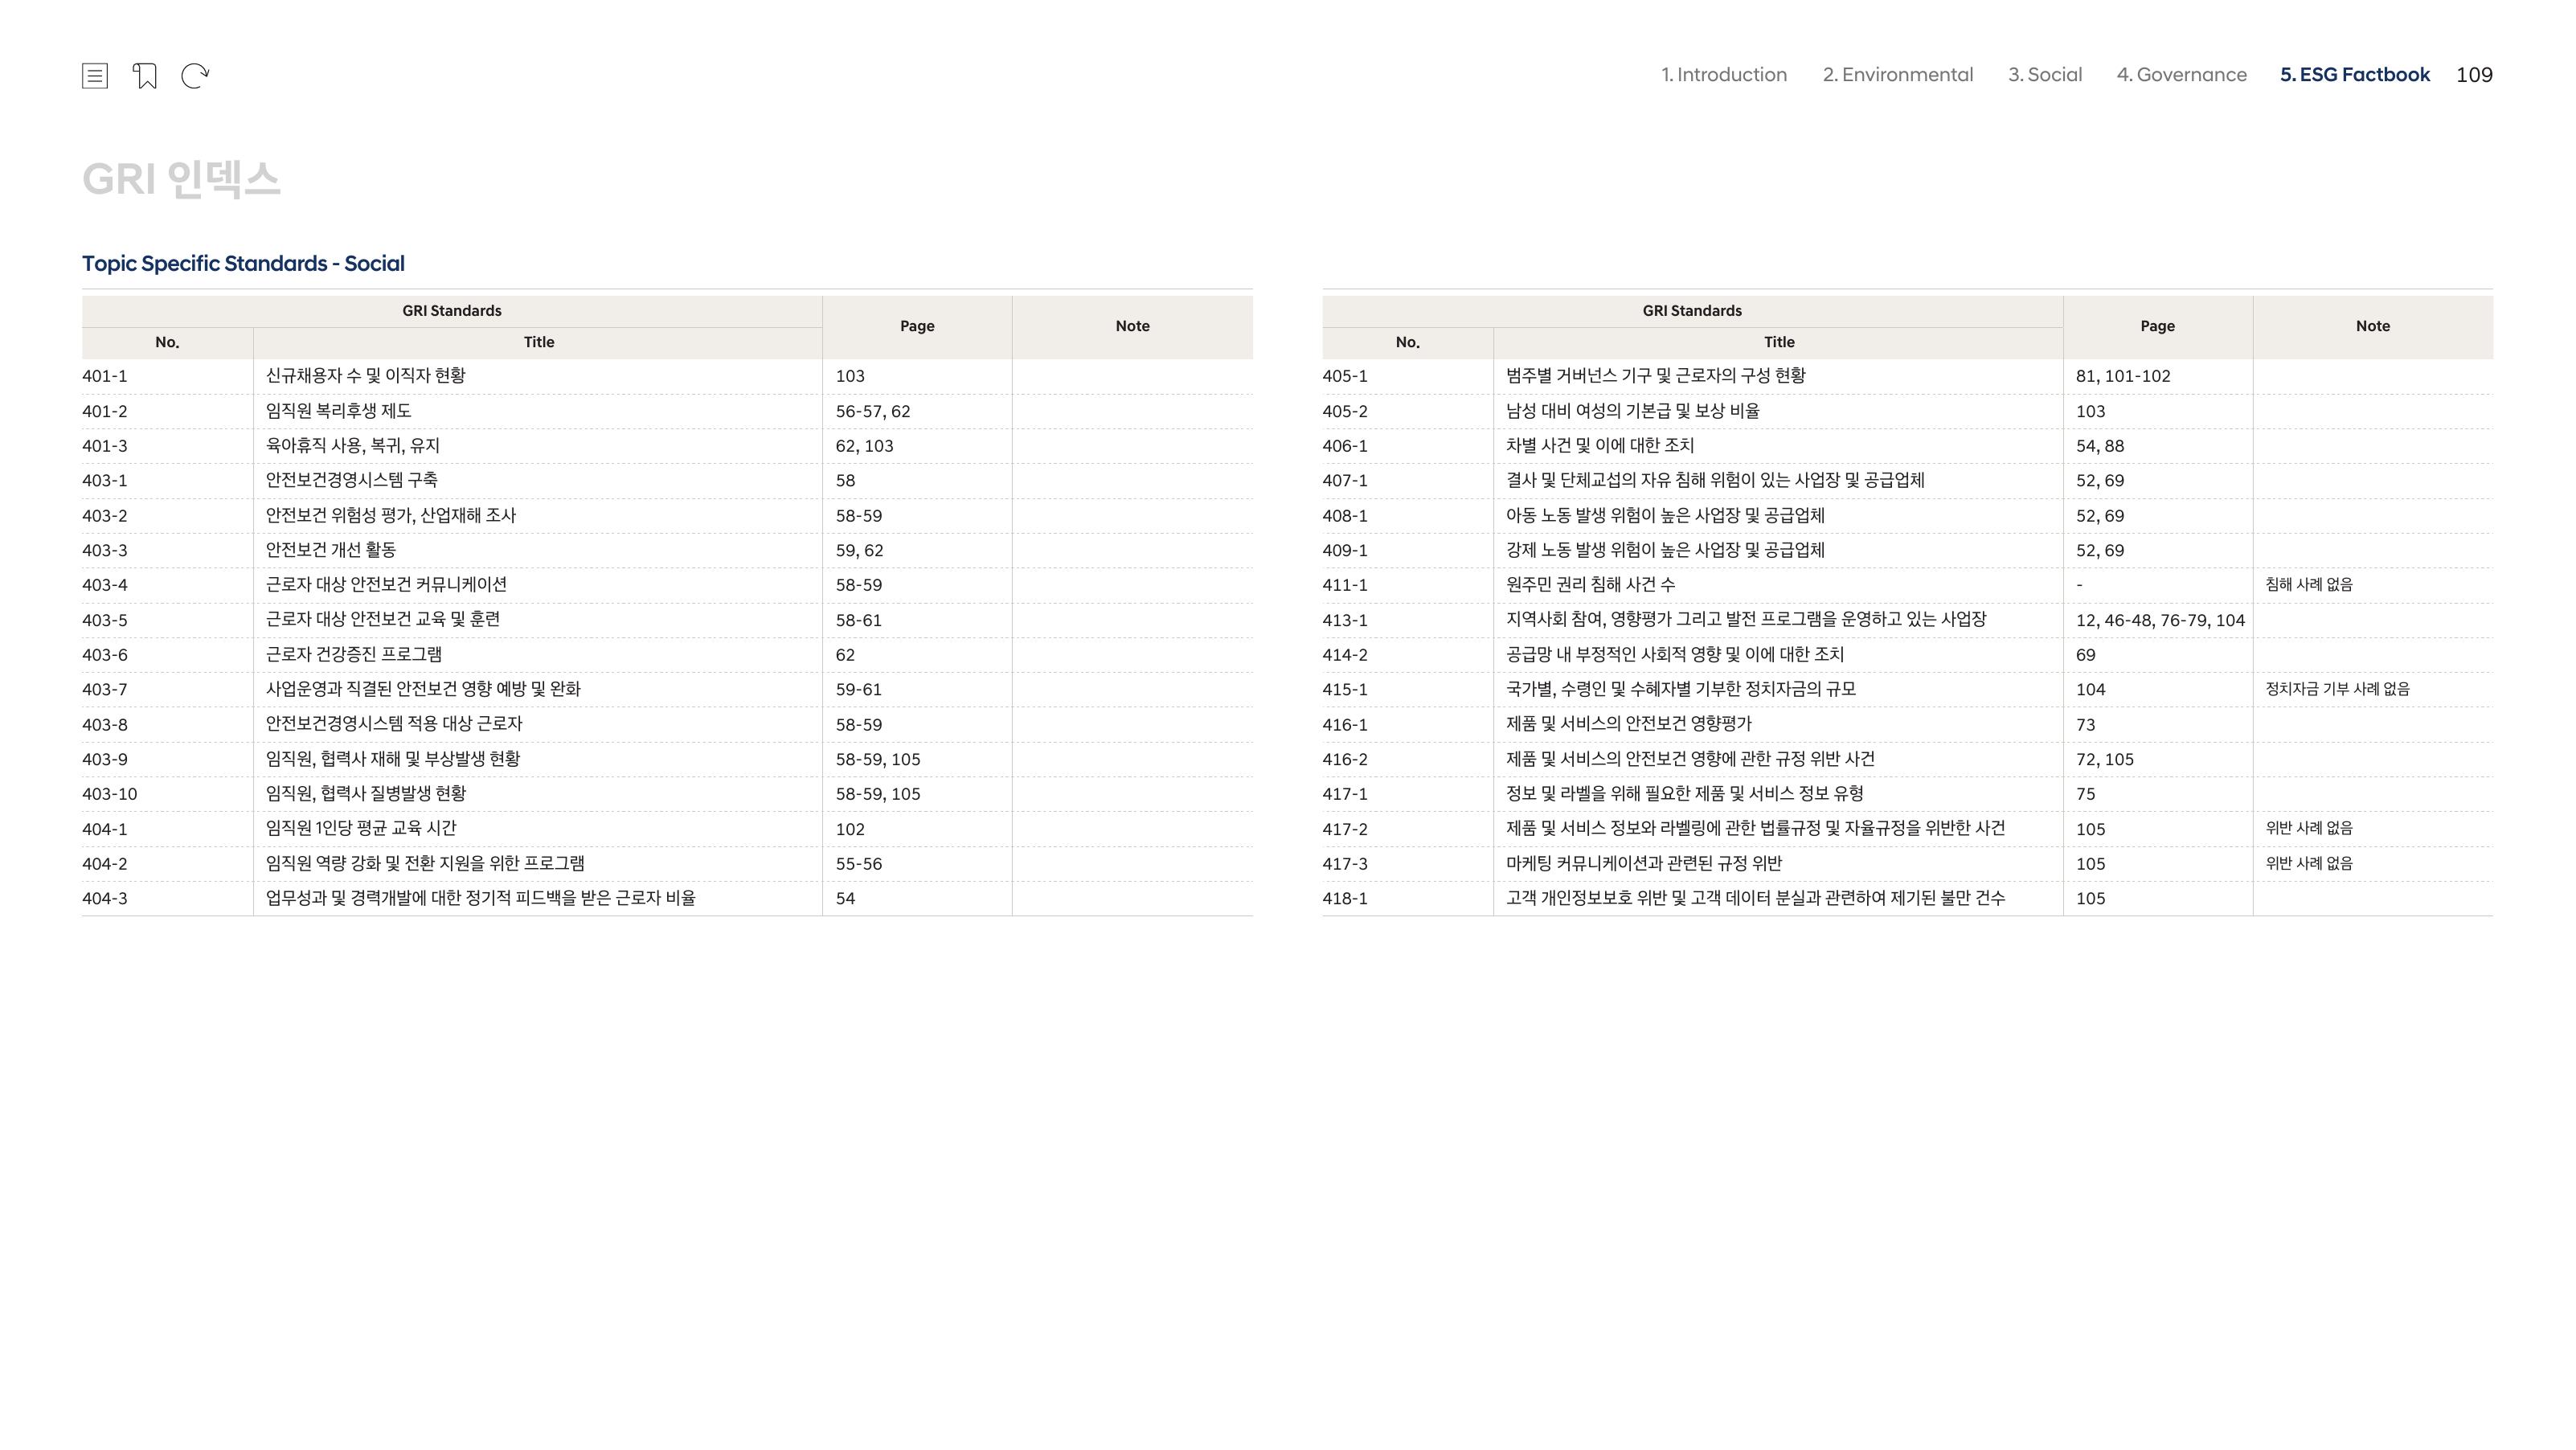 1. Introduction 2. Environmental 3. Social 4. Governance 5. ESG Factbook 109
GRI 인덱스
Topic Specific Standards - Social
GRI Standards Page Note
No. Title
401-1 신규채용자 수 및 이직자 현황 103
401-2 임직원 복리후생 제도 56-57, 62
401-3 육아휴직 사용, 복귀, 유지 62, 103
403-1 안전보건경영시스템 구축 58
403-2 안전보건 위험성 평가, 산업재해 조사 58-59
403-3 안전보건 개선 활동 59, 62
403-4 근로자 대상 안전보건 커뮤니케이션 58-59
403-5 근로자 대상 안전보건 교육 및 훈련 58-61
403-6 근로자 건강증진 프로그램 62
403-7 사업운영과 직결된 안전보건 영향 예방 및 완화 59-61
403-8 안전보건경영시스템 적용 대상 근로자 58-59
403-9 임직원, 협력사 재해 및 부상발생 현황 58-59, 105
403-10 임직원, 협력사 질병발생 현황 58-59, 105
404-1 임직원 1인당 평균 교육 시간 102
404-2 임직원 역량 강화 및 전환 지원을 위한 프로그램 55-56
404-3 업무성과 및 경력개발에 대한 정기적 피드백을 받은 근로자 비율 54
GRI Standards Page Note
No. Title
405-1 범주별 거버넌스 기구 및 근로자의 구성 현황 81, 101-102
405-2 남성 대비 여성의 기본급 및 보상 비율 103
406-1 차별 사건 및 이에 대한 조치 54, 88
407-1 결사 및 단체교섭의 자유 침해 위험이 있는 사업장 및 공급업체 52, 69
408-1 아동 노동 발생 위험이 높은 사업장 및 공급업체 52, 69
409-1 강제 노동 발생 위험이 높은 사업장 및 공급업체 52, 69
411-1 원주민 권리 침해 사건 수 - 침해 사례 없음
413-1 지역사회 참여, 영향평가 그리고 발전 프로그램을 운영하고 있는 사업장 12, 46-48, 76-79, 104
414-2 공급망 내 부정적인 사회적 영향 및 이에 대한 조치 69
415-1 국가별, 수령인 및 수혜자별 기부한 정치자금의 규모 104 정치자금 기부 사례 없음
416-1 제품 및 서비스의 안전보건 영향평가 73
416-2 제품 및 서비스의 안전보건 영향에 관한 규정 위반 사건 72, 105
417-1 정보 및 라벨을 위해 필요한 제품 및 서비스 정보 유형 75
417-2 제품 및 서비스 정보와 라벨링에 관한 법률규정 및 자율규정을 위반한 사건 105 위반 사례 없음
417-3 마케팅 커뮤니케이션과 관련된 규정 위반 105 위반 사례 없음
418-1 고객 개인정보보호 위반 및 고객 데이터 분실과 관련하여 제기된 불만 건수 105